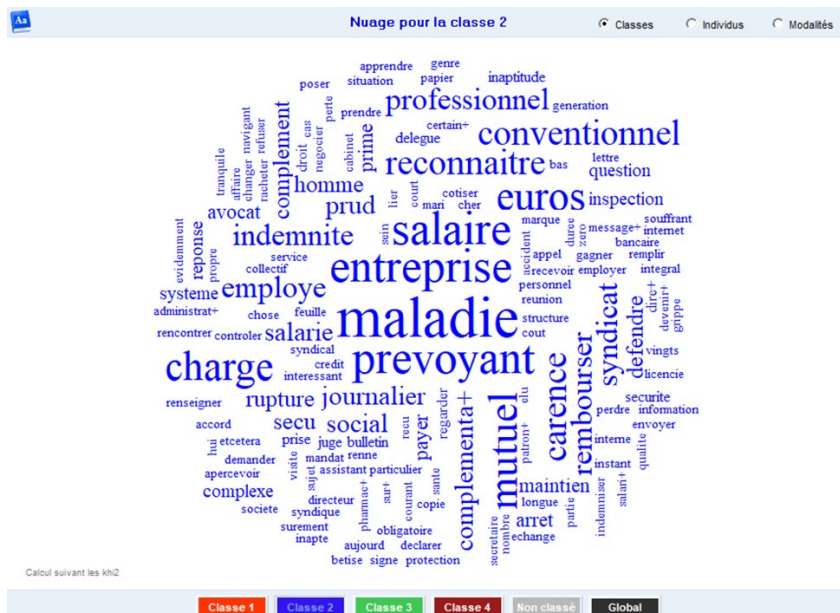 Aa
Nuage pour la classe 2
Classes
Individus
Modalités
apprendre
genre
poser
situation
papier
inaptitude
perte
prendre
professionnel
generation
navigant
refuser
cas
negocier
droit
complement
cabinet
prime
certain+
delegue
conventionnel
tranquile
affaire
changer
racheter
reconnaitre
bas
lettre
question
homme
lier
court
cotiser
mari
cher
euros
inspection
avocat
prud
sein
salaire
marque
duree
zero
message+
souffrant
internet
bancaire
evidemment
reponse
propre
indemnite
service
collectif
entreprise
accident
appel
gagner
remplir
recevoir
employer
integral
personnel
reunion
systeme
employe
administrat+
chose
feuille
maladie
structure
cout
syndicat
defendre
dire+
devenir+
grippe
rencontrer
controler
salarie
syndical
credit
interessant
prevoyant
vingts
licencie
charge
carence
rembourser
renseigner
rupture
journalier
regarder
complementa+
mutuel
patron+
elu
securite
perdre
information
envoyer
accord
secu
social
recu
payer
hui
etcetera
prise
juge
bulletin
interne
qualite
demander
visite
mandat
renne
instant
apercevoir
sujet
assistant
particulier
sante
maintien
salari+
complexe
directeur
pharmac+
sur+
courant
copie
longue
partie
indemniser
societe
syndique
secretaire
nombre
arret
surement
obligatoire
echange
inapte
aujourd
declarer
betise
signe
protection
Calcul suivant les khi2
Classe 1
Classe 2
Classe 3
Classe 4
Non classé
Global